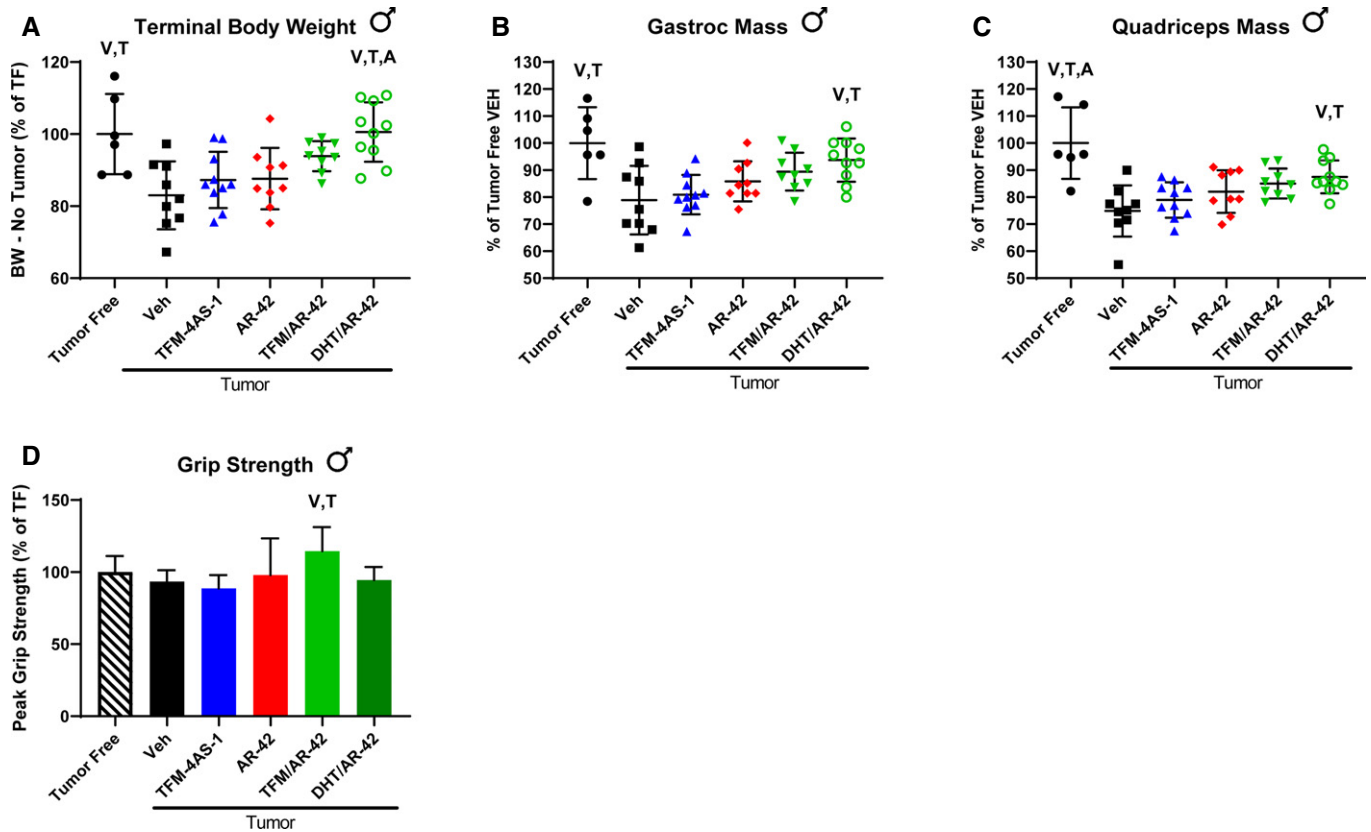 A
Terminal Body Weight ♂
BW - No Tumor (% of TF)
120
100
80
60
V,T
V,T,A
Tumor Free
Veh
TFM-4AS-1
AR-42
TFM/AR-42
DHT/AR-42
Tumor
B
Gastroc Mass ♂
% of Tumor Free VEH
130
120
110
100
90
80
70
60
50
V,T
V,T
Tumor Free
Veh
TFM-4AS-1
AR-42
TFM/AR-42
DHT/AR-42
Tumor
C
Quadriceps Mass ♂
% of Tumor Free VEH
130
120
110
100
90
80
70
60
50
V,T,A
V,T
Tumor Free
Veh
TFM-4AS-1
AR-42
TFM/AR-42
DHT/AR-42
Tumor
D
Grip Strength ♂
Peak Grip Strength (% of TF)
150
100
50
0
V,T
Tumor Free
Veh
TFM-4AS-1
AR-42
TFM/AR-42
DHT/AR-42
Tumor